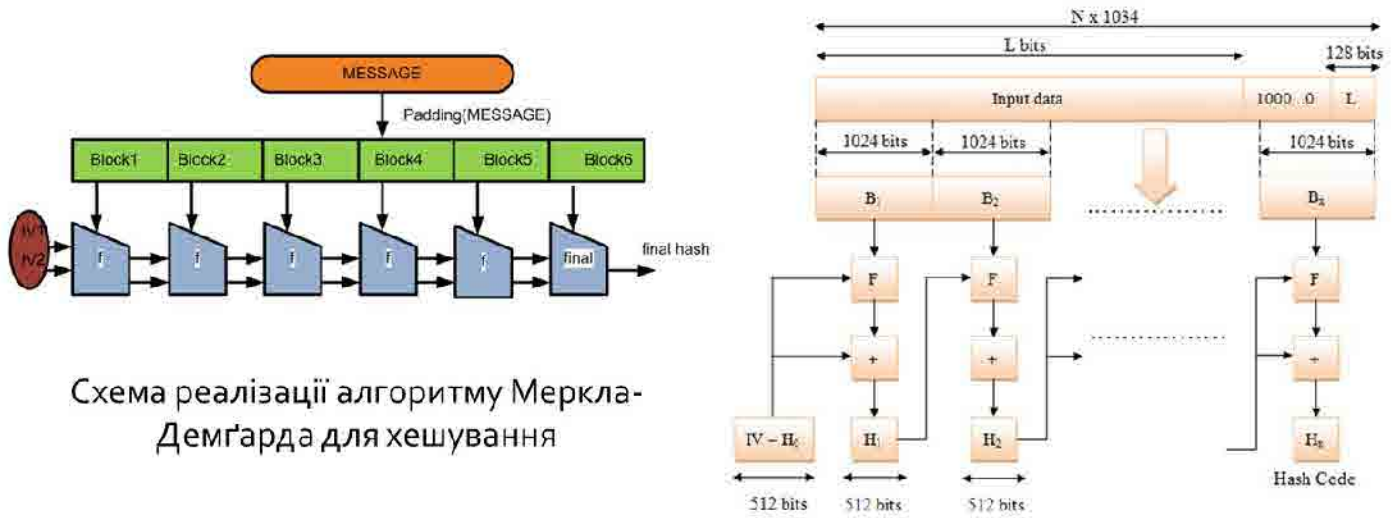 MESSAGE
Padding(MESSAGE)
Block1 Block2 Block3 Block4 Block5 Block6
IV1
IV2
f f f f f final
final hash
Схема реалізації алгоритму Меркла-
Демґарда для хешування
N x 1034
L bits
128 bits
Input data 1000...0 L
1024 bits 1024 bits 1024 bits
B₁ B₂
F F F
+ + +
IV – H₀ H₁ H₂
Hash Code
512 bits 512 bits 512 bits